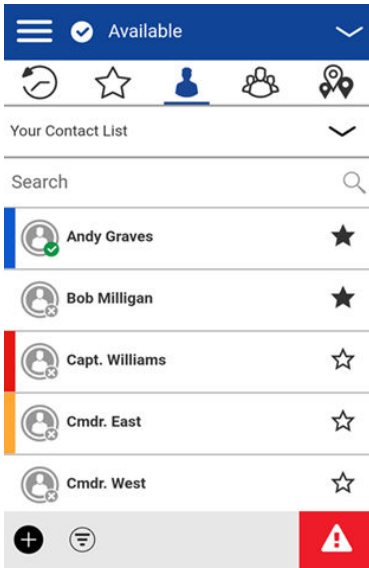 Available
Your Contact List
Search
Andy Graves
Bob Milligan
Capt. Williams
Cmdr. East
Cmdr. West